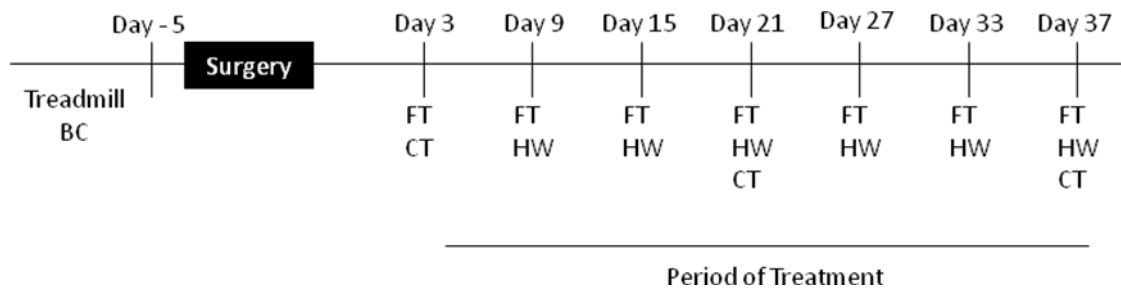 Day - 5 Day 3 Day 9 Day 15 Day 21 Day 27 Day 33 Day 37
Surgery
Treadmill FT FT FT FT FT FT FT
BC CT HW HW HW HW HW HW
CT CT
Period of Treatment